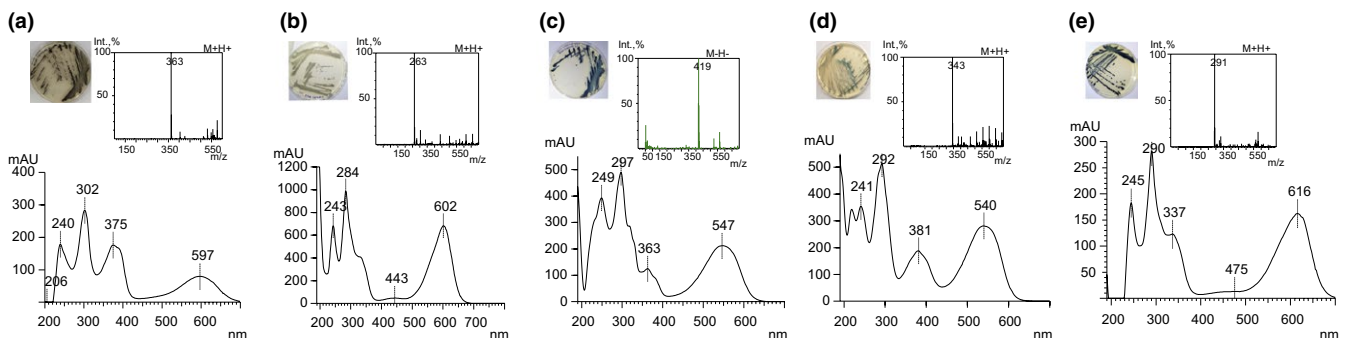 (a)
Int.,%
M+H+
100
363
50
150 350 550
m/z
mAU
400
300
200
100
302
240
375
597
206
200 300 400 500 600
nm
(b)
Int.,%
M+H+
100
263
50
150 350 550
m/z
mAU
1200
1000
800
600
400
200
0
284
243
602
443
200 300 400 500 600 700
nm
(c)
Int.,%
M-H-
100
419
50
0
50 150 350 550
m/z
mAU
500
400
300
200
100
0
297
249
547
363
200 300 400 500 600
nm
(d)
Int.,%
M+H+
100
343
50
0
150 350 550
m/z
mAU
500
400
300
200
100
0
292
241
540
381
200 300 400 500 600
nm
(e)
Int.,%
M+H+
100
291
50
0
150 350 550
m/z
mAU
300
250
200
150
100
50
0
290
245
337
616
475
200 300 400 500 600
nm